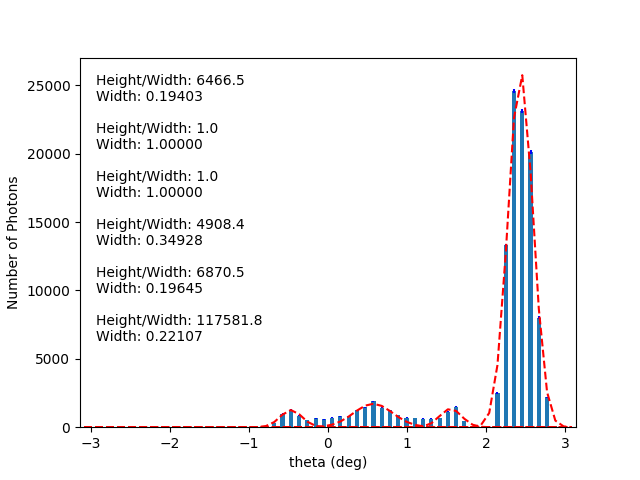 Height/Width: 6466.5
Width: 0.19403
Height/Width: 1.0
Width: 1.00000
Height/Width: 1.0
Width: 1.00000
Height/Width: 4908.4
Width: 0.34928
Height/Width: 6870.5
Width: 0.19645
Height/Width: 117581.8
Width: 0.22107
Number of Photons
25000
20000
15000
10000
5000
0
−3 −2 −1 0 1 2 3
theta (deg)